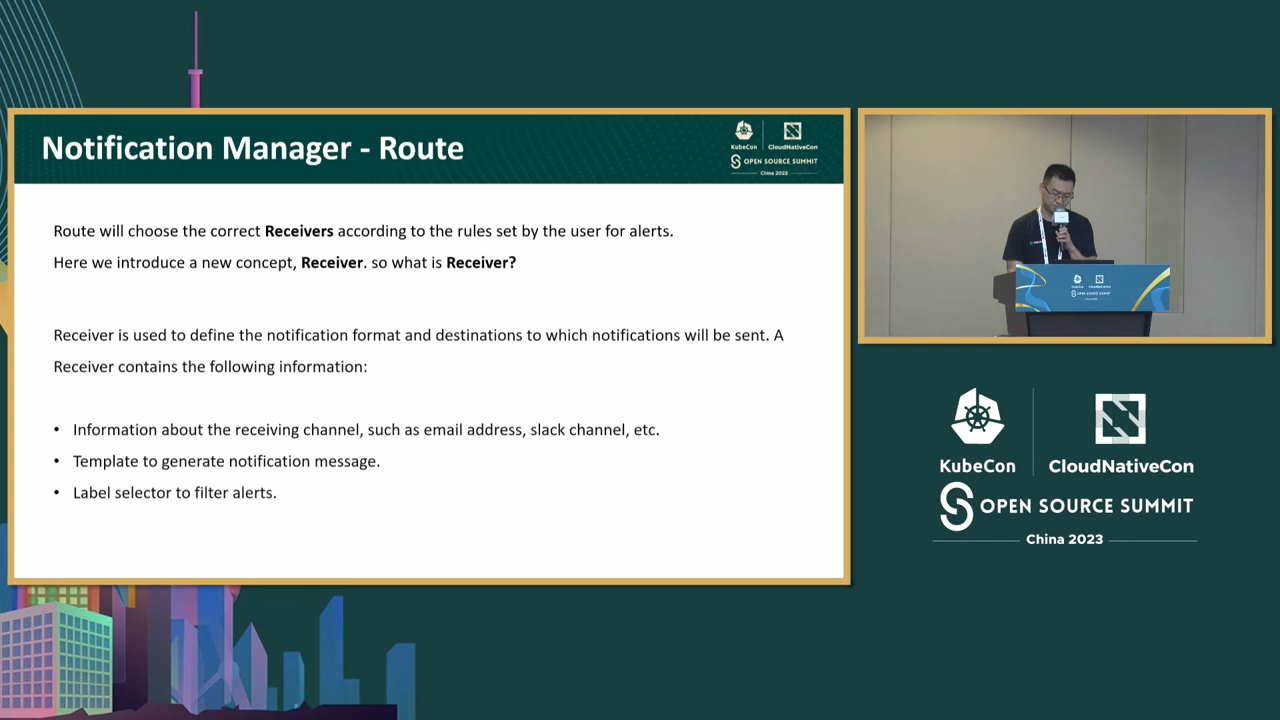 Notification Manager - Route
KubeCon
CloudNativeCon
OPEN SOURCE SUMMIT
China 2023
Route will choose the correct Receivers according to the rules set by the user for alerts.
Here we introduce a new concept, Receiver. so what is Receiver?
Receiver is used to define the notification format and destinations to which notifications will be sent. A
Receiver contains the following information:
• Information about the receiving channel, such as email address, slack channel, etc.
• Template to generate notification message.
• Label selector to filter alerts.
OPEN SOURCE SUMMIT
KubeCon
CloudNativeCon
OPEN SOURCE SUMMIT
China 2023